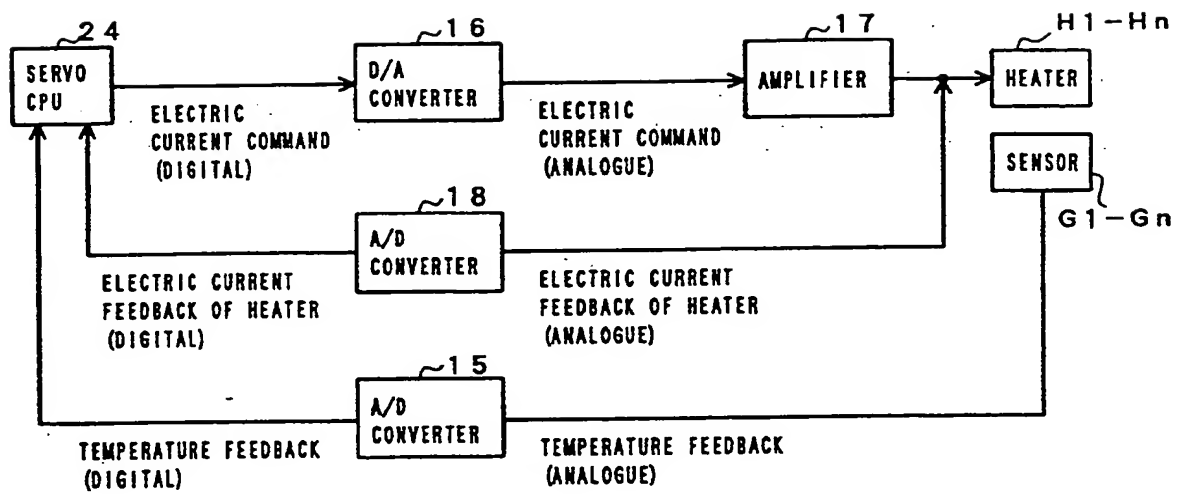 24
SERVO
CPU
16
D/A
CONVERTER
17
AMPLIFIER
H1-Hn
HEATER
ELECTRIC
CURRENT COMMAND
(DIGITAL)
ELECTRIC
CURRENT COMMAND
(ANALOGUE)
SENSOR
G1-Gn
18
A/D
CONVERTER
ELECTRIC CURRENT
FEEDBACK OF HEATER
(DIGITAL)
ELECTRIC CURRENT
FEEDBACK OF HEATER
(ANALOGUE)
15
A/D
CONVERTER
TEMPERATURE FEEDBACK
(DIGITAL)
TEMPERATURE FEEDBACK
(ANALOGUE)